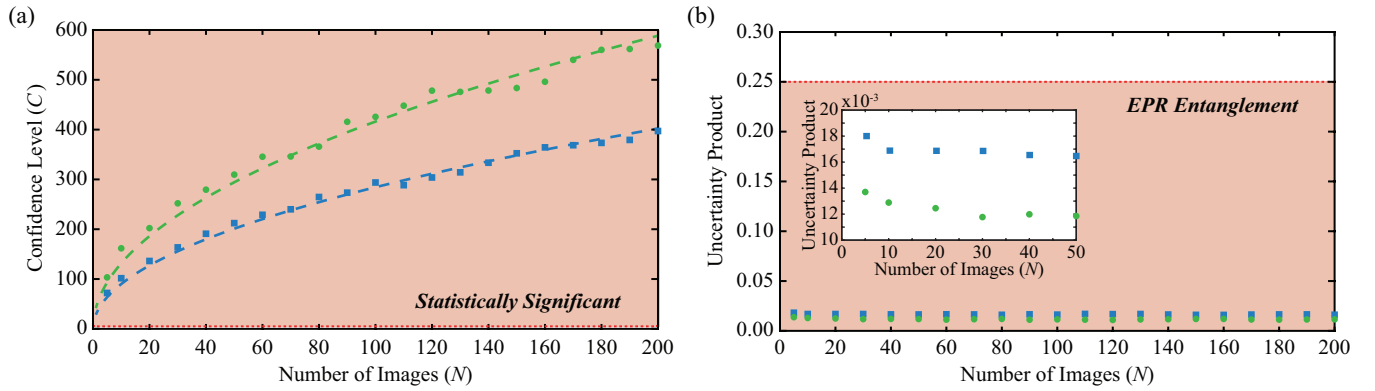 (a)
600
500
400
300
200
100
0
Confidence Level (C)
Statistically Significant
0 20 40 60 80 100 120 140 160 180 200
Number of Images (N)
(b)
0.30
0.25
0.20
0.15
0.10
0.05
0.00
Uncertainty Product
EPR Entanglement
x10-3
20
18
16
14
12
10
Uncertainty Product
0 10 20 30 40 50
Number of Images (N)
0 20 40 60 80 100 120 140 160 180 200
Number of Images (N)